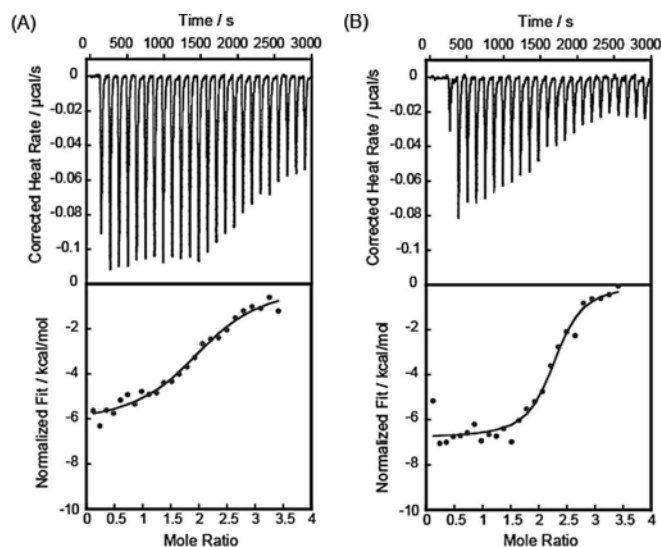 (A)
Time / s
0 500 1000 1500 2000 2500 3000
Corrected Heat Rate / μcal/s
0
-0.02
-0.04
-0.06
-0.08
-0.1
0
Normalized Fit / kcal/mol
-2
-4
-6
-8
-10
0 0.5 1 1.5 2 2.5 3 3.5 4
Mole Ratio
(B)
Time / s
0 500 1000 1500 2000 2500 3000
Corrected Heat Rate / μcal/s
0
-0.02
-0.04
-0.06
-0.08
-0.1
0
Normalized Fit / kcal/mol
-2
-4
-6
-8
-10
0 0.5 1 1.5 2 2.5 3 3.5 4
Mole Ratio